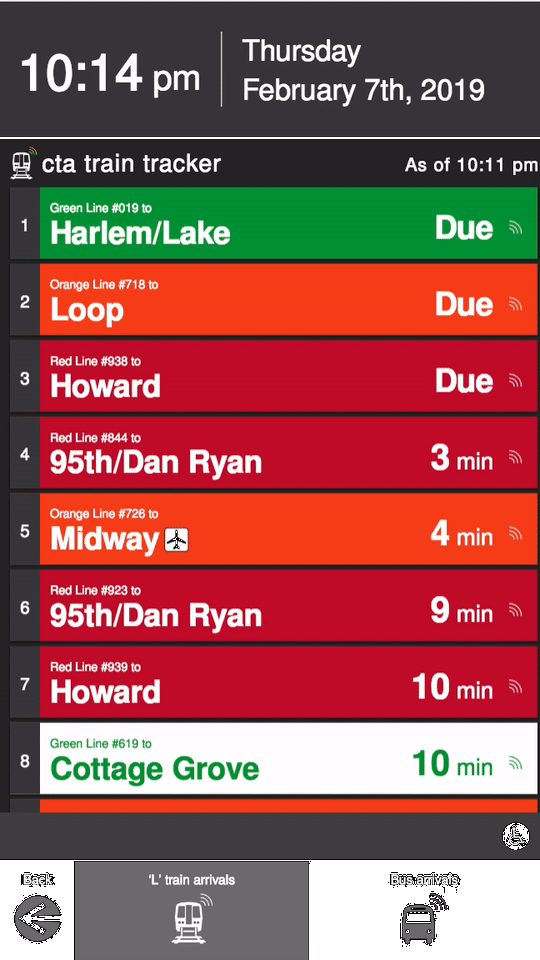 10:14 pm
Thursday
February 7th, 2019
cta train tracker
As of 10:11 pm
1
Green Line #019 to
Harlem/Lake
Due
2
Orange Line #718 to
Loop
Due
3
Red Line #938 to
Howard
Due
4
Red Line #844 to
95th/Dan Ryan
3 min
5
Orange Line #726 to
Midway
4 min
6
Red Line #923 to
95th/Dan Ryan
9 min
7
Red Line #939 to
Howard
10 min
8
Green Line #619 to
Cottage Grove
10 min
Back
'L' train arrivals
Bus arrivals